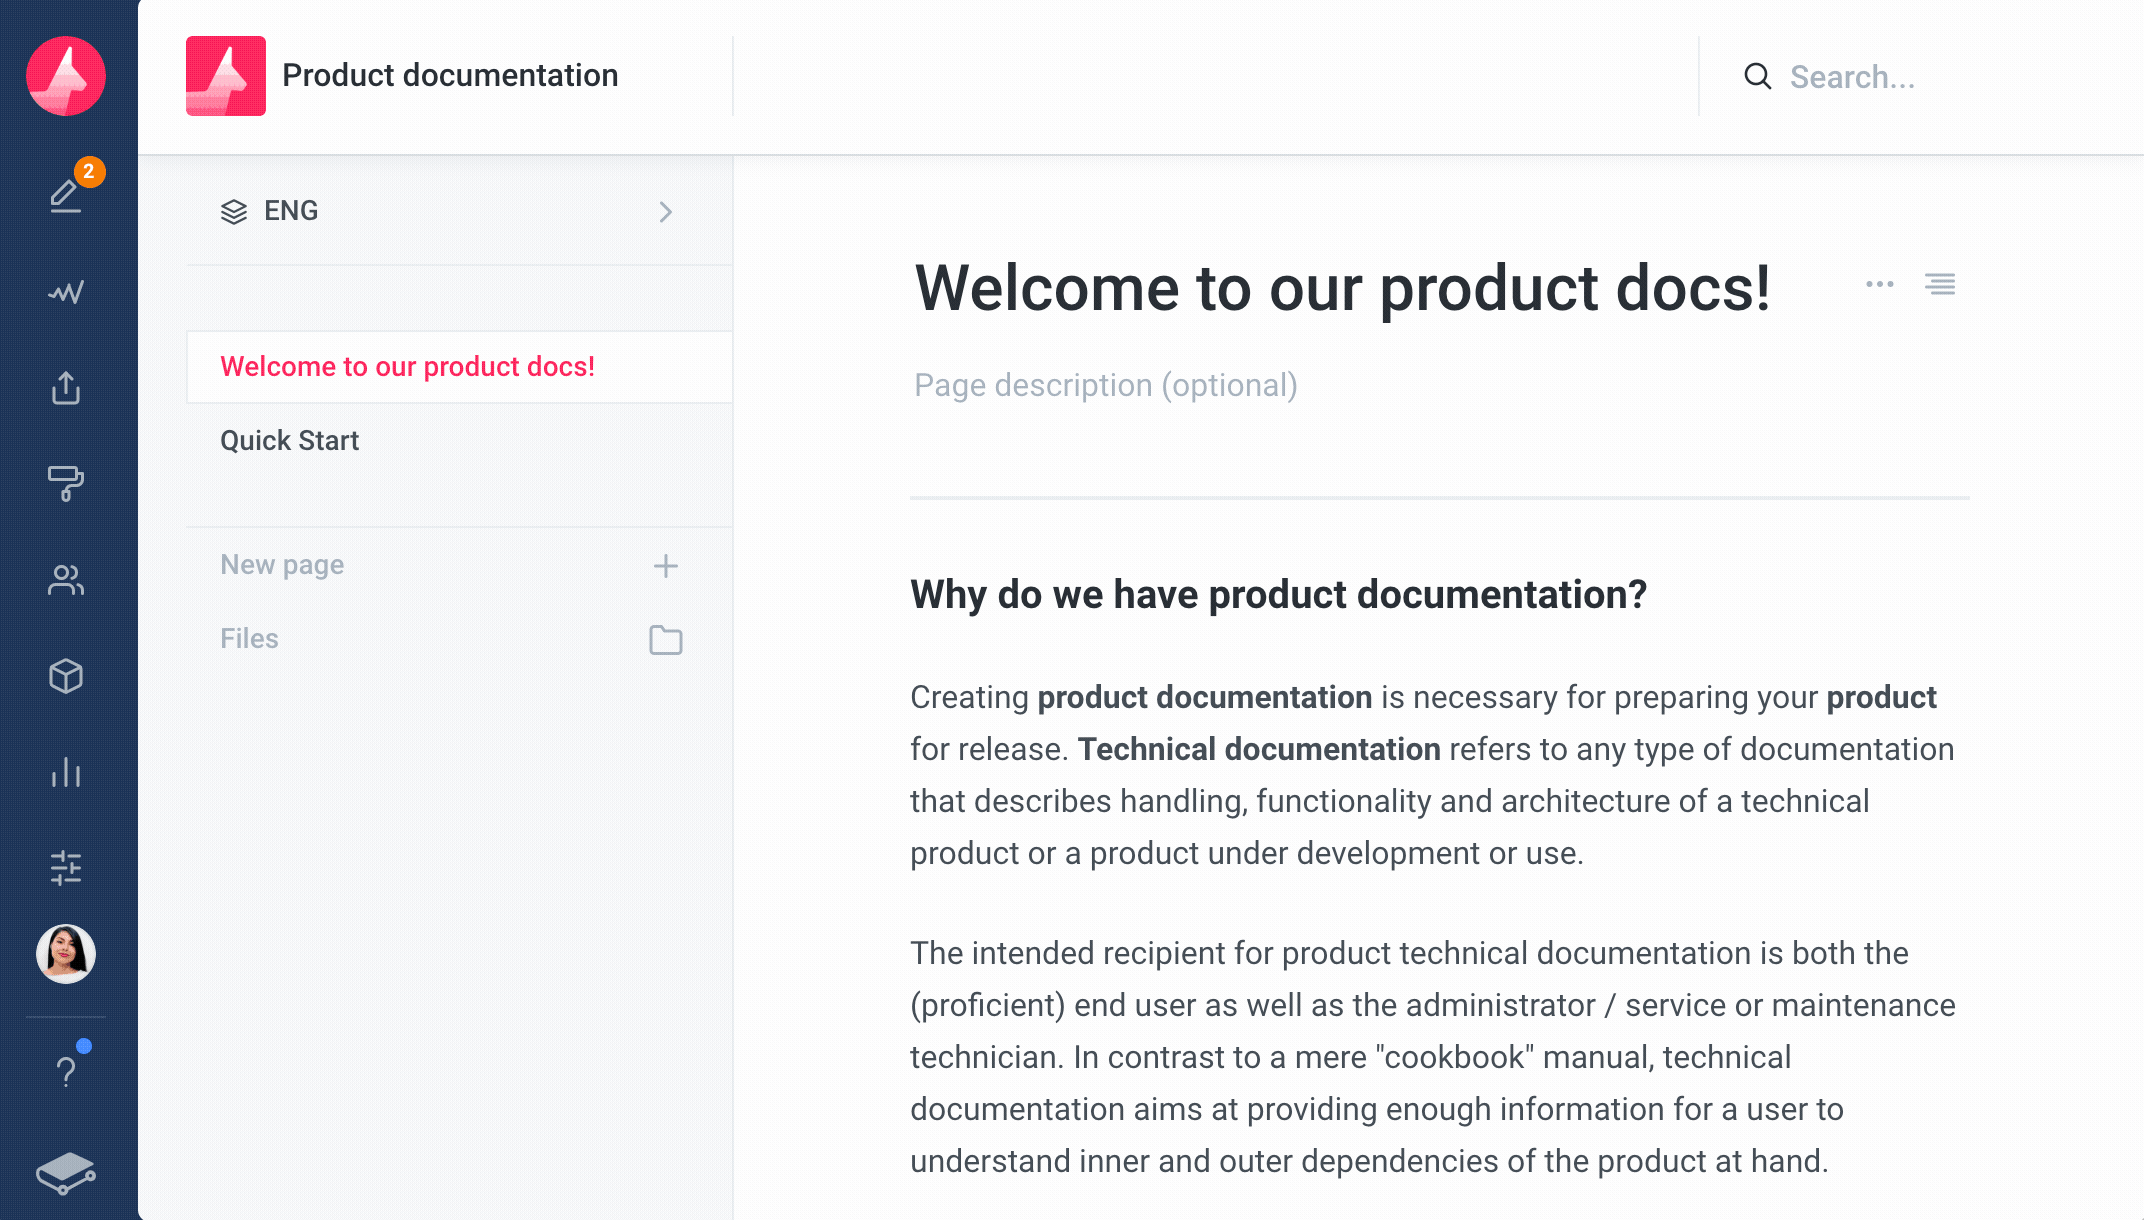 Product documentation
Search...
2
ENG
Welcome to our product docs!
Quick Start
New page
Files
Welcome to our product docs!
Page description (optional)
Why do we have product documentation?
Creating product documentation is necessary for preparing your product
for release. Technical documentation refers to any type of documentation
that describes handling, functionality and architecture of a technical
product or a product under development or use.
The intended recipient for product technical documentation is both the
(proficient) end user as well as the administrator / service or maintenance
technician. In contrast to a mere "cookbook" manual, technical
documentation aims at providing enough information for a user to
understand inner and outer dependencies of the product at hand.